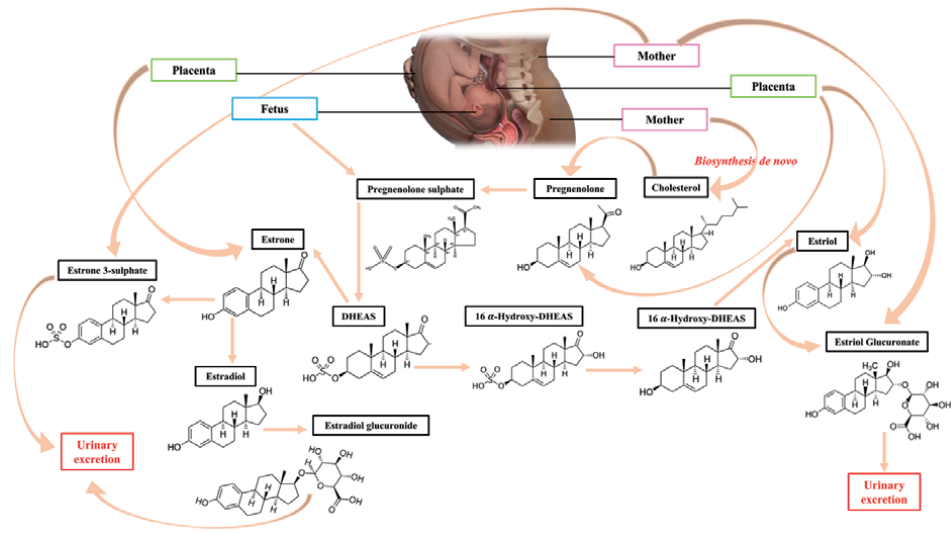 Mother
Placenta
Placenta
Fetus
Mother
Biosynthesis de novo
Pregnenolone sulphate
Pregnenolone
Cholesterol
Estrone
Estriol
Estrone 3-sulphate
DHEAS
16 α-Hydroxy-DHEAS
16 α-Hydroxy-DHEAS
Estriol Glucuronate
Estradiol
Estradiol glucuronide
Urinary
excretion
Urinary
excretion